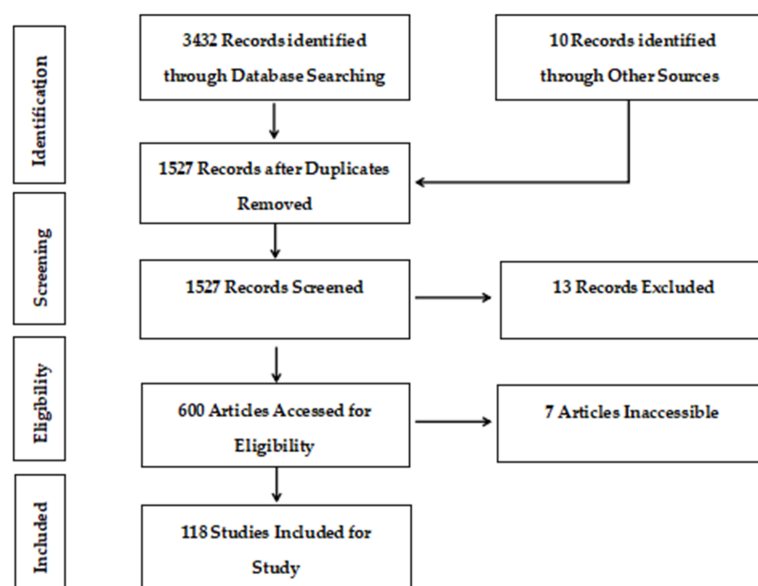 3432 Records identified
through Database Searching
10 Records identified
through Other Sources
Identification
1527 Records after Duplicates
Removed
Screening
1527 Records Screened
13 Records Excluded
Eligibility
600 Articles Accessed for
Eligibility
7 Articles Inaccessible
Included
118 Studies Included for
Study